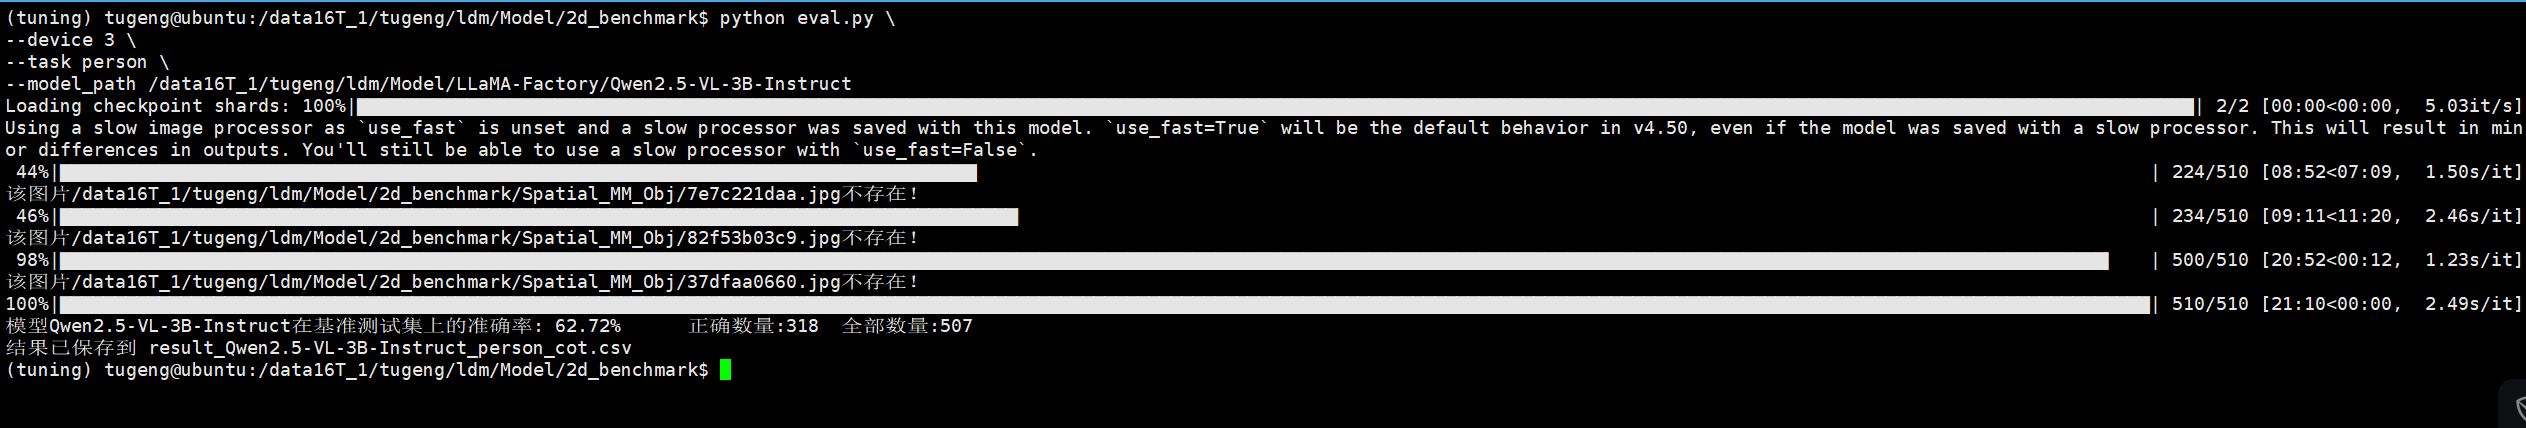 (tuning) tugeng@ubuntu:/data16T_1/tugeng/ldm/Model/2d_benchmark$ python eval.py \
--device 3 \
--task person \
--model_path /data16T_1/tugeng/ldm/Model/LLaMA-Factory/Qwen2.5-VL-3B-Instruct
Loading checkpoint shards: 100%|| 2/2 [00:00<00:00, 5.03it/s]
Using a slow image processor as `use_fast` is unset and a slow processor was saved with this model. `use_fast=True` will be the default behavior in v4.50, even if the model was saved with a slow processor. This will result in min
or differences in outputs. You'll still be able to use a slow processor with `use_fast=False`.
44%|| 224/510 [08:52<07:09, 1.50s/it]
该图片/data16T_1/tugeng/ldm/Model/2d_benchmark/Spatial_MM_Obj/7e7c221daa.jpg不存在!
46%|| 234/510 [09:11<11:20, 2.46s/it]
该图片/data16T_1/tugeng/ldm/Model/2d_benchmark/Spatial_MM_Obj/82f53b03c9.jpg不存在!
98%|| 500/510 [20:52<00:12, 1.23s/it]
该图片/data16T_1/tugeng/ldm/Model/2d_benchmark/Spatial_MM_Obj/37dfaa0660.jpg不存在!
100%|| 510/510 [21:10<00:00, 2.49s/it]
模型Qwen2.5-VL-3B-Instruct在基准测试集上的准确率: 62.72% 正确数量:318 全部数量:507
结果已保存到 result_Qwen2.5-VL-3B-Instruct_person_cot.csv
(tuning) tugeng@ubuntu:/data16T_1/tugeng/ldm/Model/2d_benchmark$